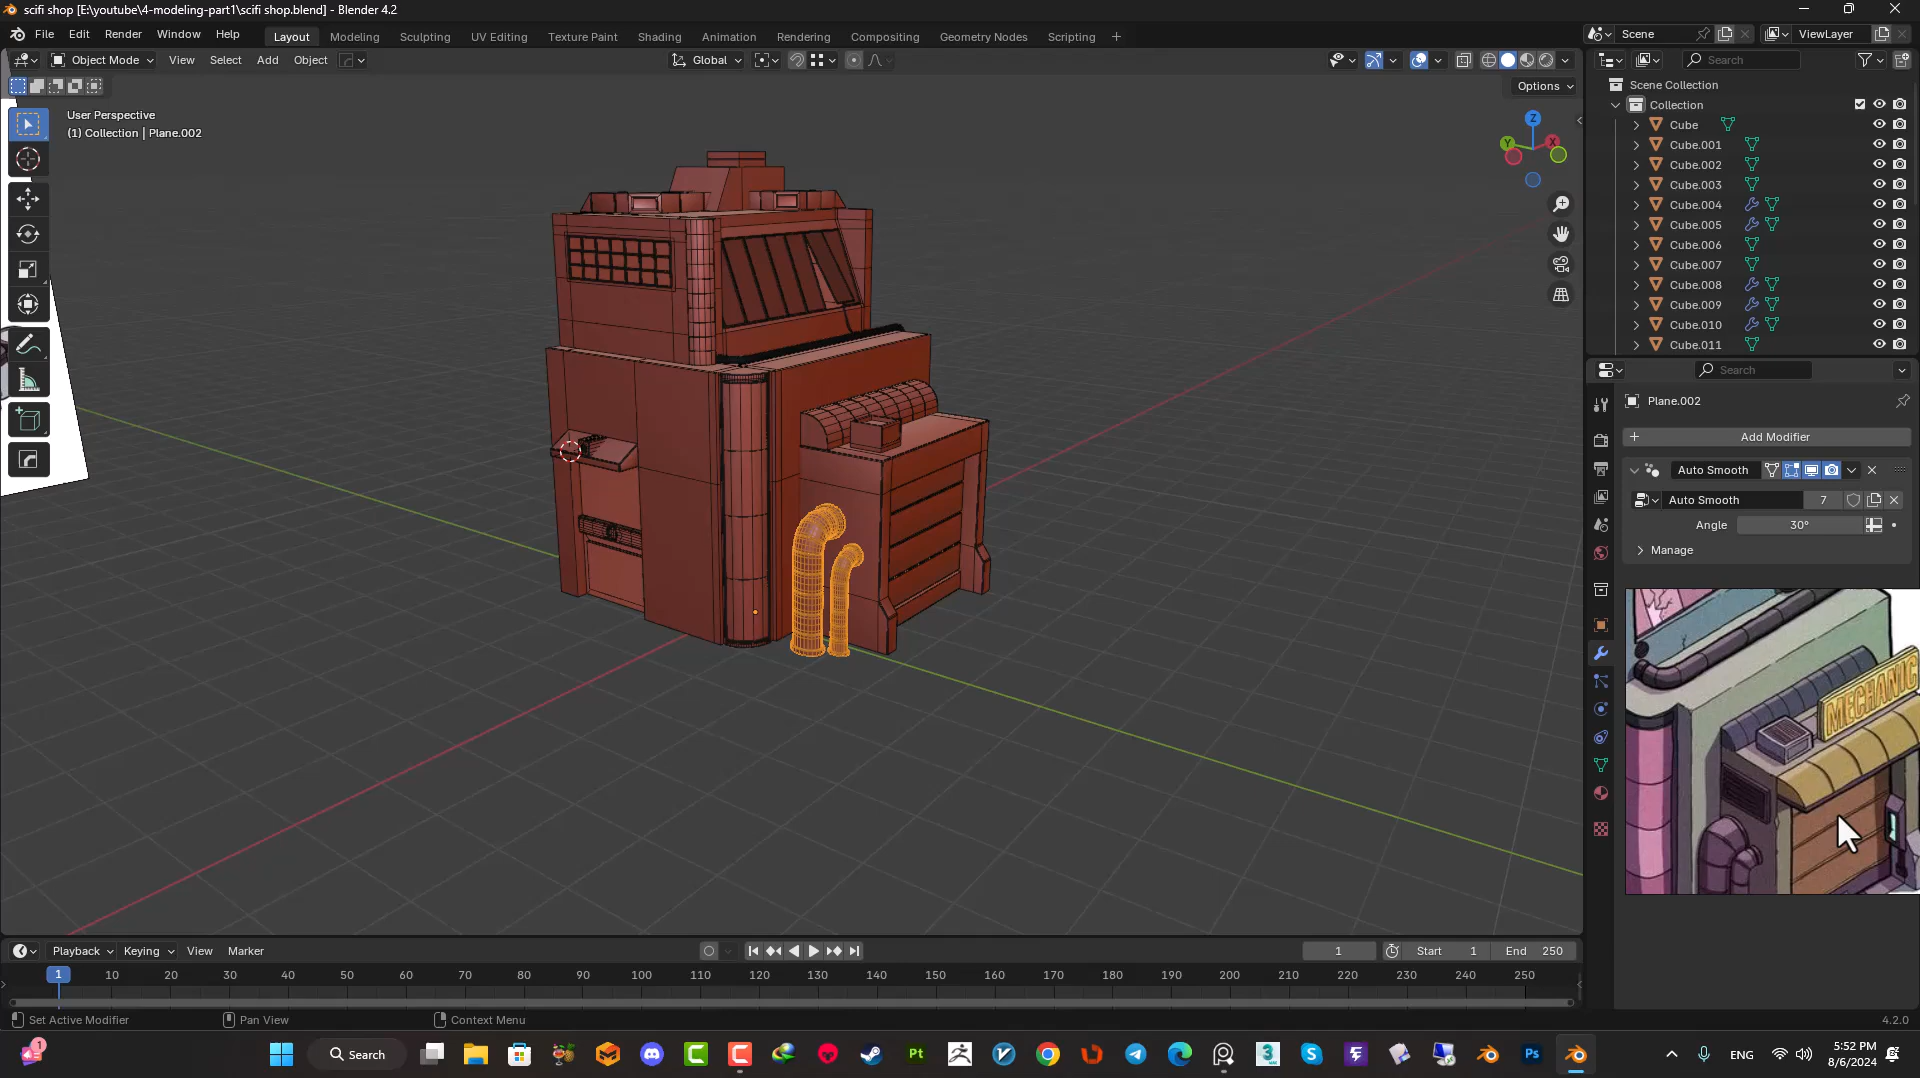 scifi shop [E:\youtube\4-modeling-part1\scifi shop.blend] - Blender 4.2
File Edit Render Window Help
Layout Modeling Sculpting UV Editing Texture Paint Shading Animation Rendering Compositing Geometry Nodes Scripting +
Scene
ViewLayer
Object Mode View Select Add Object
Global
Search
Options
User Perspective
(1) Collection | Plane.002
Z
Y
X
Scene Collection
Collection
Cube
Cube.001
Cube.002
Cube.003
Cube.004
Cube.005
Cube.006
Cube.007
Cube.008
Cube.009
Cube.010
Cube.011
Search
Plane.002
+ Add Modifier
Auto Smooth
Auto Smooth 7
Angle 30°
Manage
MECHANIC
Playback Keying View Marker
1 Start 1 End 250
1 10 20 30 40 50 60 70 80 90 100 110 120 130 140 150 160 170 180 190 200 210 220 230 240 250
Set Active Modifier Pan View Context Menu 4.2.0
1
Search
Pt
Ps
ENG
5:52 PM
8/6/2024